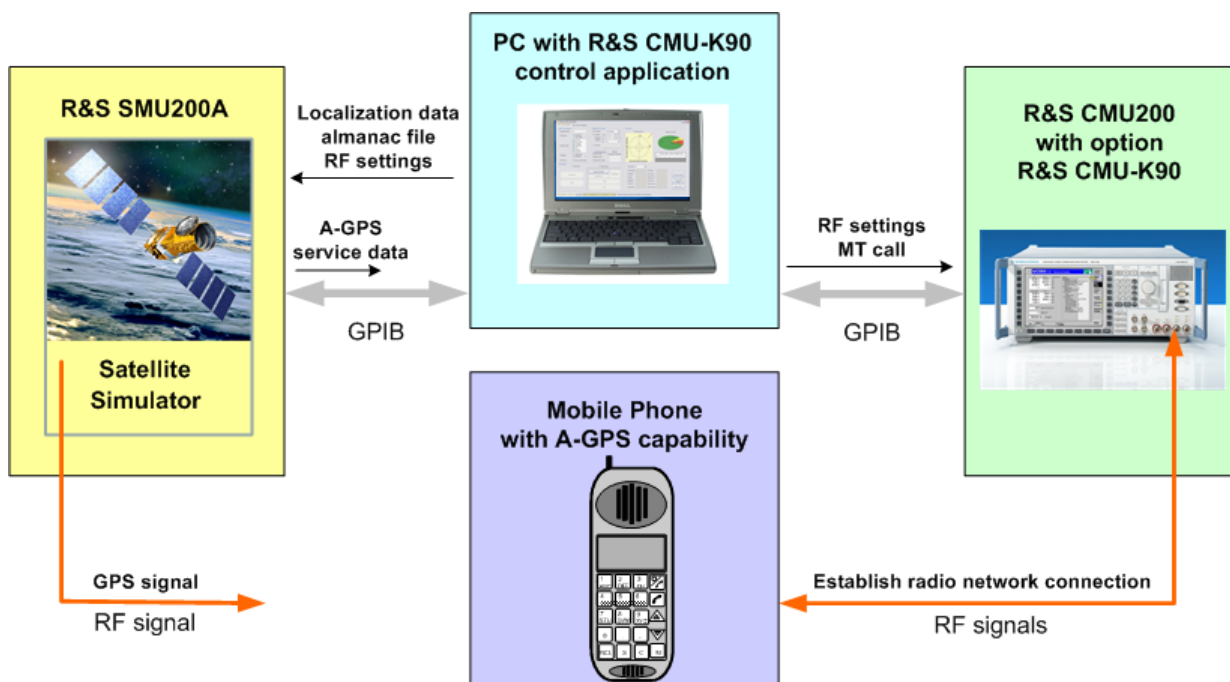 R&S SMU200A
Satellite
Simulator
Localization data
almanac file
RF settings
A-GPS
service data
GPIB
PC with R&S CMU-K90
control application
RF settings
MT call
GPIB
R&S CMU200
with option
R&S CMU-K90
Mobile Phone
with A-GPS capability
GPS signal
RF signal
Establish radio network connection
RF signals